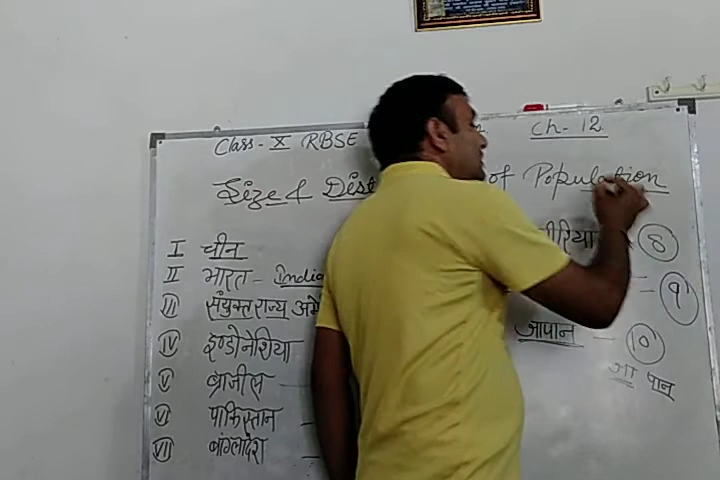 Class - X RBSE Ch - 12
Size & Dist of Population
I चीन
II भारत - India
III संयुक्त राज्य अमे
IV इण्डोनेशिया
V ब्राजील -
VI पाकिस्तान -
VII बांग्लादेश -
8
- 9
जापान - 10
जा पान